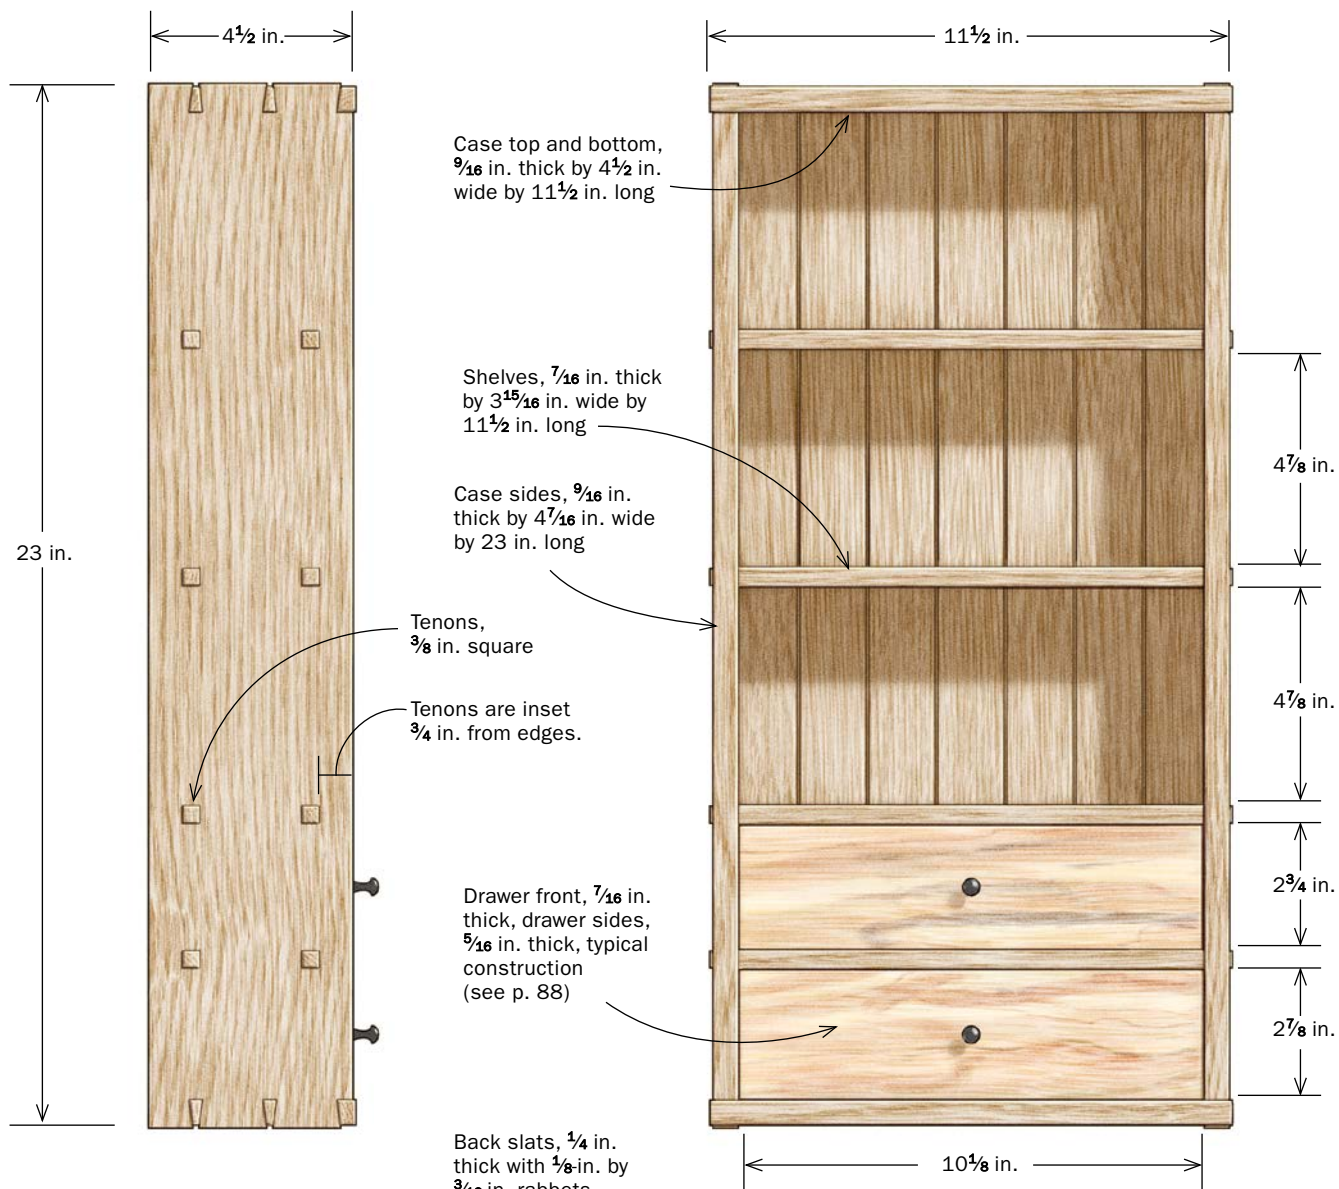 4½ in.
11½ in.
Case top and bottom,
9⁄16 in. thick by 4½ in.
wide by 11½ in. long
Shelves, 7⁄16 in. thick
by 315⁄16 in. wide by
11½ in. long
4⅞ in.
Case sides, 9⁄16 in.
thick by 47⁄16 in. wide
by 23 in. long
23 in.
Tenons,
⅜ in. square
Tenons are inset
¾ in. from edges.
4⅞ in.
Drawer front, 7⁄16 in.
thick, drawer sides,
5⁄16 in. thick, typical
construction
(see p. 88)
2¾ in.
2⅞ in.
Back slats, ¼ in.
thick with ⅛-in. by
3⁄16 in. rabbets
10⅛ in.